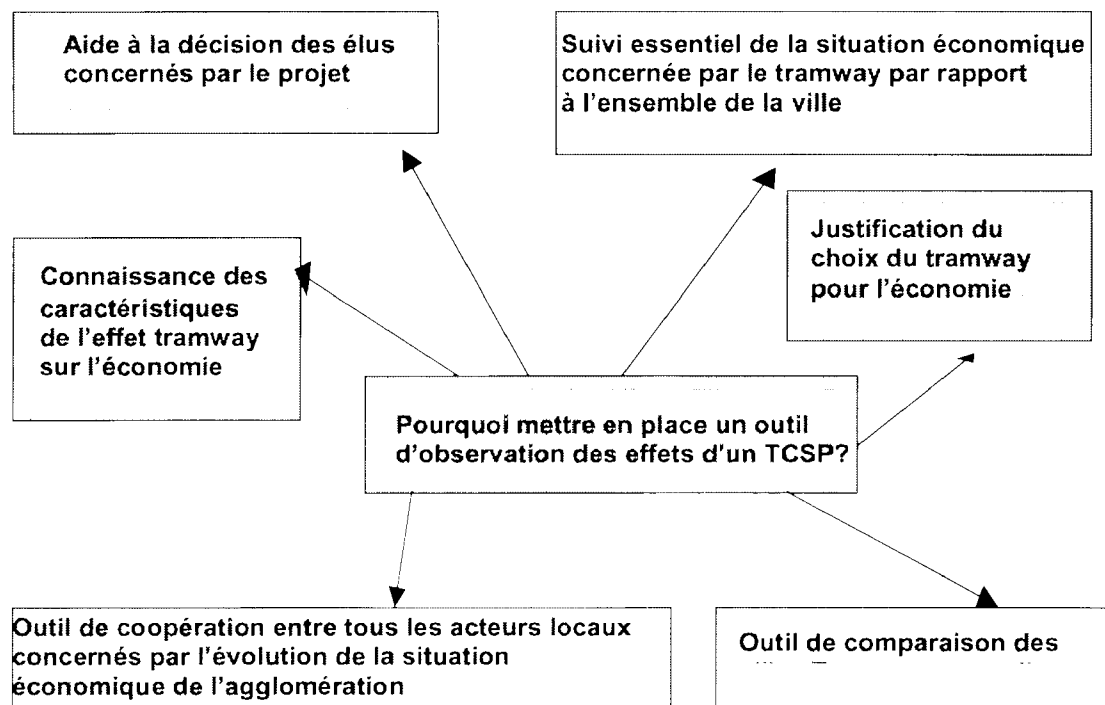 Aide à la décision des élus
concernés par le projet
Suivi essentiel de la situation économique
concernée par le tramway par rapport
à l'ensemble de la ville
Justification du
choix du tramway
pour l'économie
Connaissance des
caractéristiques
de l'effet tramway
sur l'économie
Pourquoi mettre en place un outil
d'observation des effets d'un TCSP?
Outil de coopération entre tous les acteurs locaux
concernés par l'évolution de la situation
économique de l'agglomération
Outil de comparaison des